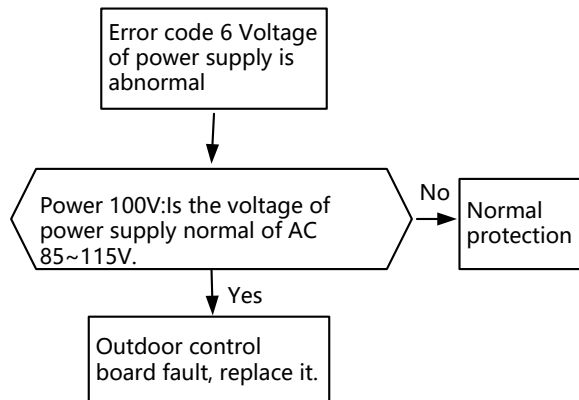 Error code 6 Voltage
of power supply is
abnormal
Power 100V:Is the voltage of
power supply normal of AC
85~115V.
No
Normal
protection
Yes
Outdoor control
board fault, replace it.